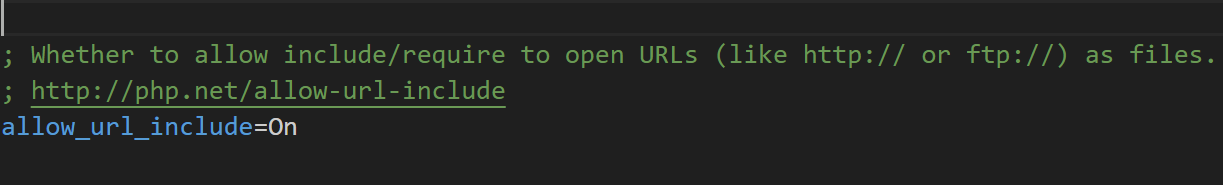 ; Whether to allow include/require to open URLs (like http:// or ftp://) as files.
; http://php.net/allow-url-include
allow_url_include=On